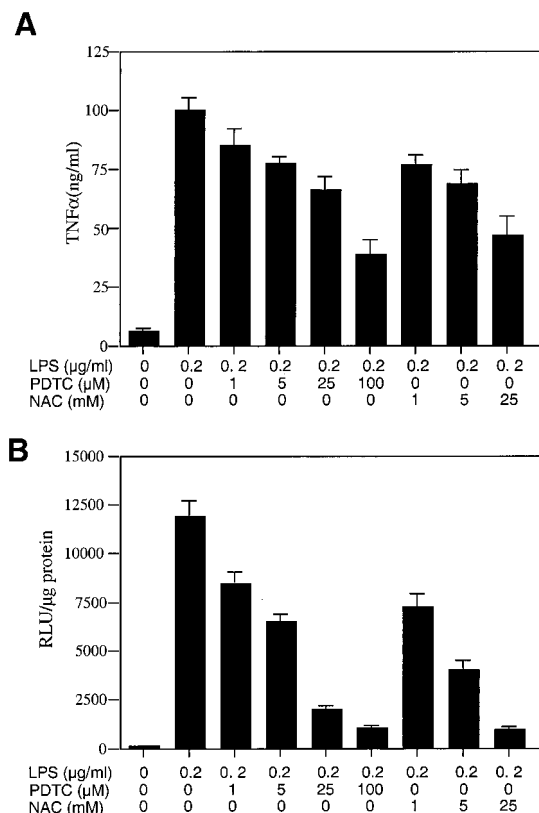 A
125
100
75
50
25
0
TNFα(ng/ml)
LPS (μg/ml) 0 0.2 0.2 0.2 0.2 0.2 0.2 0.2 0.2
PDTC (μM) 0 0 1 5 25 100 0 0 0
NAC (mM) 0 0 0 0 0 0 1 5 25
B
15000
12500
10000
7500
5000
2500
0
RLU/μg protein
LPS (μg/ml) 0 0.2 0.2 0.2 0.2 0.2 0.2 0.2 0.2
PDTC (μM) 0 0 1 5 25 100 0 0 0
NAC (mM) 0 0 0 0 0 0 1 5 25